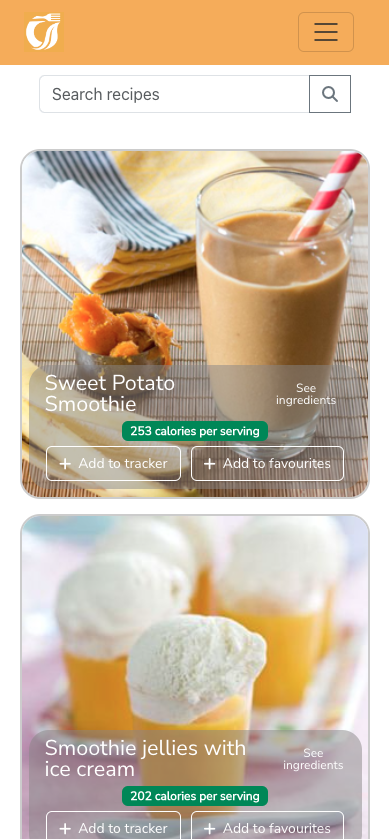 Search recipes
Sweet Potato
Smoothie
See
ingredients
253 calories per serving
+ Add to tracker
+ Add to favourites
Smoothie jellies with
ice cream
See
ingredients
202 calories per serving
+ Add to tracker
+ Add to favourites